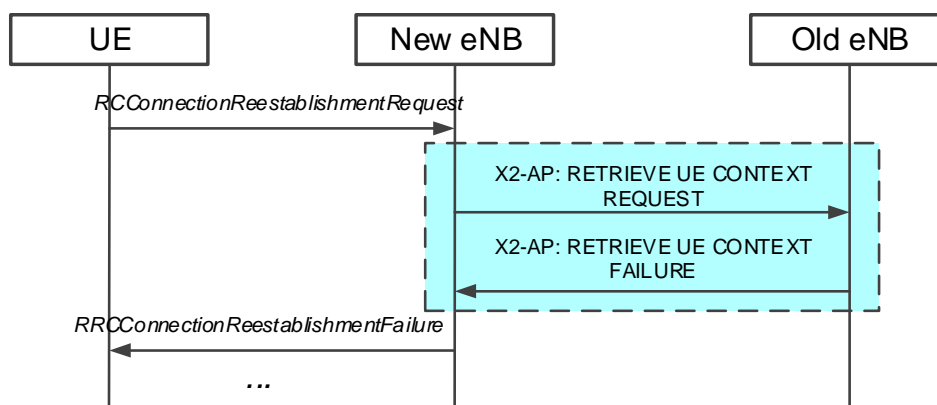 UE
New eNB
Old eNB
RCConnectionReestablishmentRequest
X2-AP: RETRIEVE UE CONTEXT
REQUEST
X2-AP: RETRIEVE UE CONTEXT
FAILURE
RRCConnectionReestablishmentFailure
...